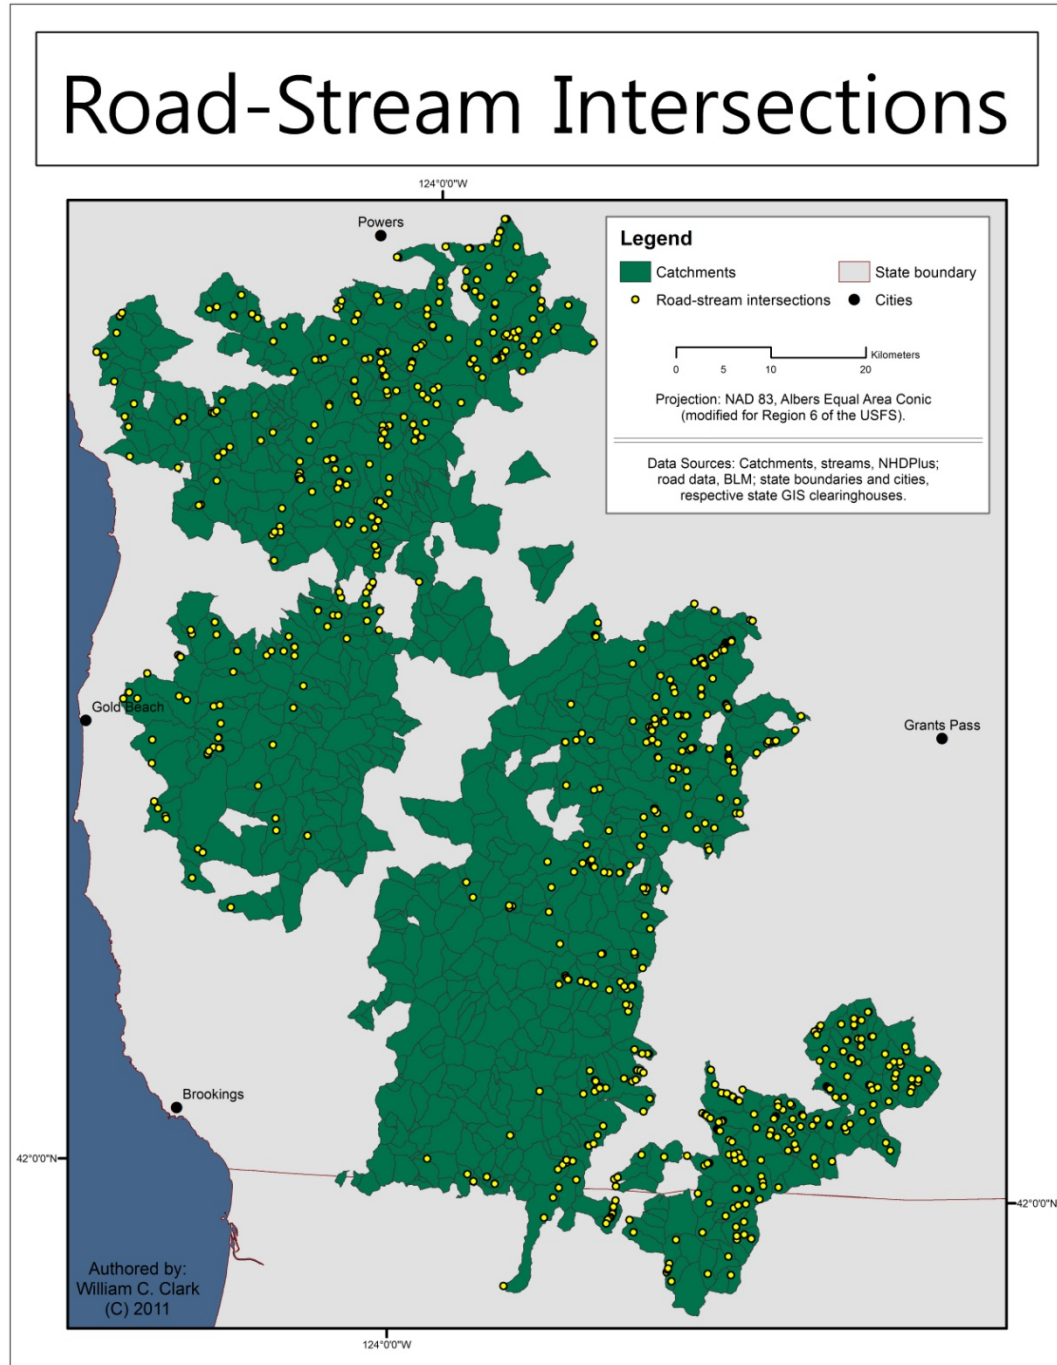 Road-Stream Intersections
124°0'0"W
Powers
Legend
Catchments
State boundary
Road-stream intersections
Cities
Kilometers
0 5 10 20
Projection: NAD 83, Albers Equal Area Conic
(modified for Region 6 of the USFS).
Data Sources: Catchments, streams, NHDPlus;
road data, BLM; state boundaries and cities,
respective state GIS clearinghouses.
Gold Beach
Grants Pass
Brookings
42°0'0"N
42°0'0"N
Authored by:
William C. Clark
(C) 2011
124°0'0"W